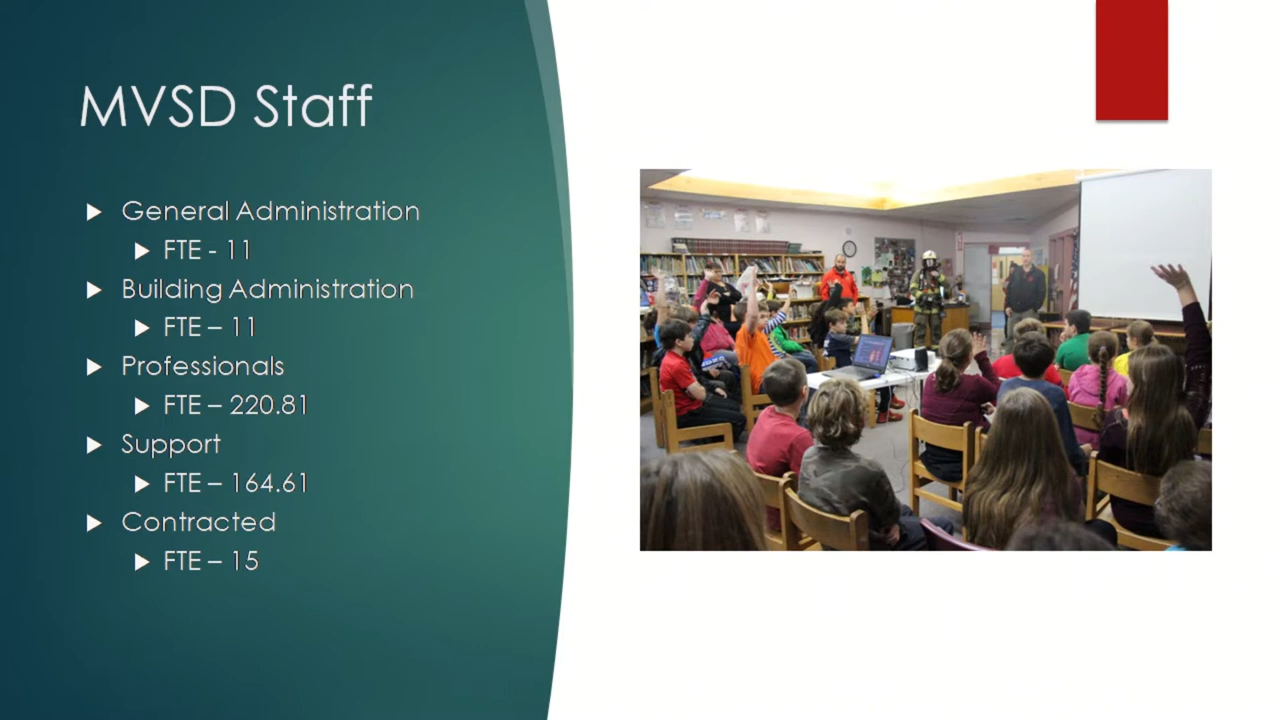 MVSD Staff
General Administration
FTE - 11
Building Administration
FTE – 11
Professionals
FTE – 220.81
Support
FTE – 164.61
Contracted
FTE – 15